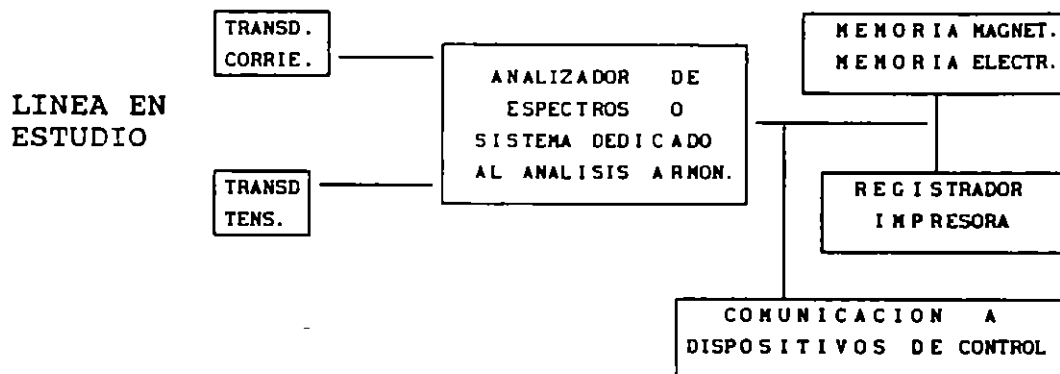 TRANSD.
CORRIE.
LINEA EN
ESTUDIO
TRANSD
TENS.
ANALIZADOR DE
ESPECTROS O
SISTEMA DEDICADO
AL ANALISIS ARMON.
MEMORIA MAGNET.
MEMORIA ELECTR.
REGISTRADOR
IMPRESORA
COMUNICACION A
DISPOSITIVOS DE CONTROL